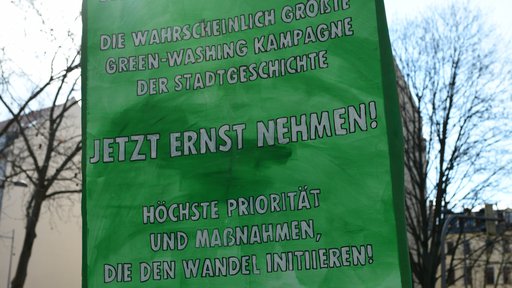 DIE WAHRSCHEINLICH GRÖßTE
GREEN-WASHING KAMPAGNE
DER STADTGESCHICHTE
JETZT ERNST NEHMEN!
HÖCHSTE PRIORITÄT
UND MAßNAHMEN,
DIE DEN WANDEL INITIIEREN!